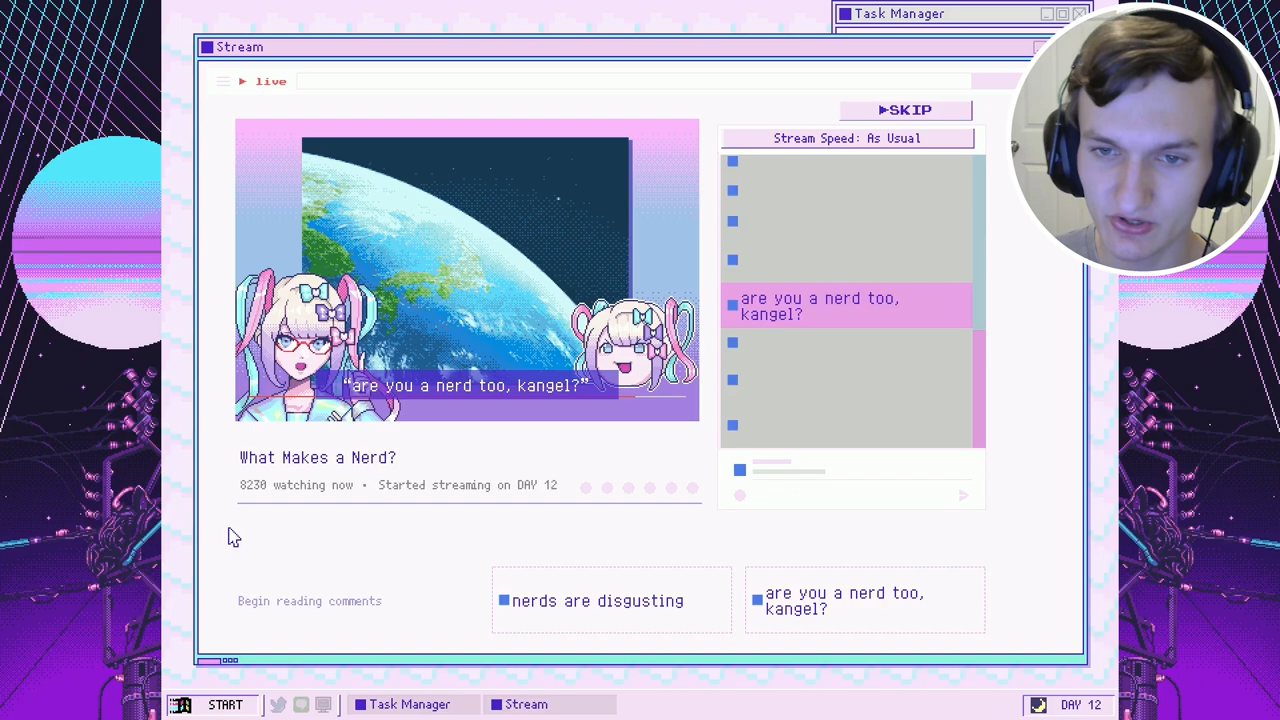 Task Manager
Stream
live
SKIP
Stream Speed: As Usual
are you a nerd too,
kangel?
“are you a nerd too, kangel?”
What Makes a Nerd?
8230 watching now • Started streaming on DAY 12
Begin reading comments
nerds are disgusting
are you a nerd too,
kangel?
START
Task Manager
Stream
DAY 12